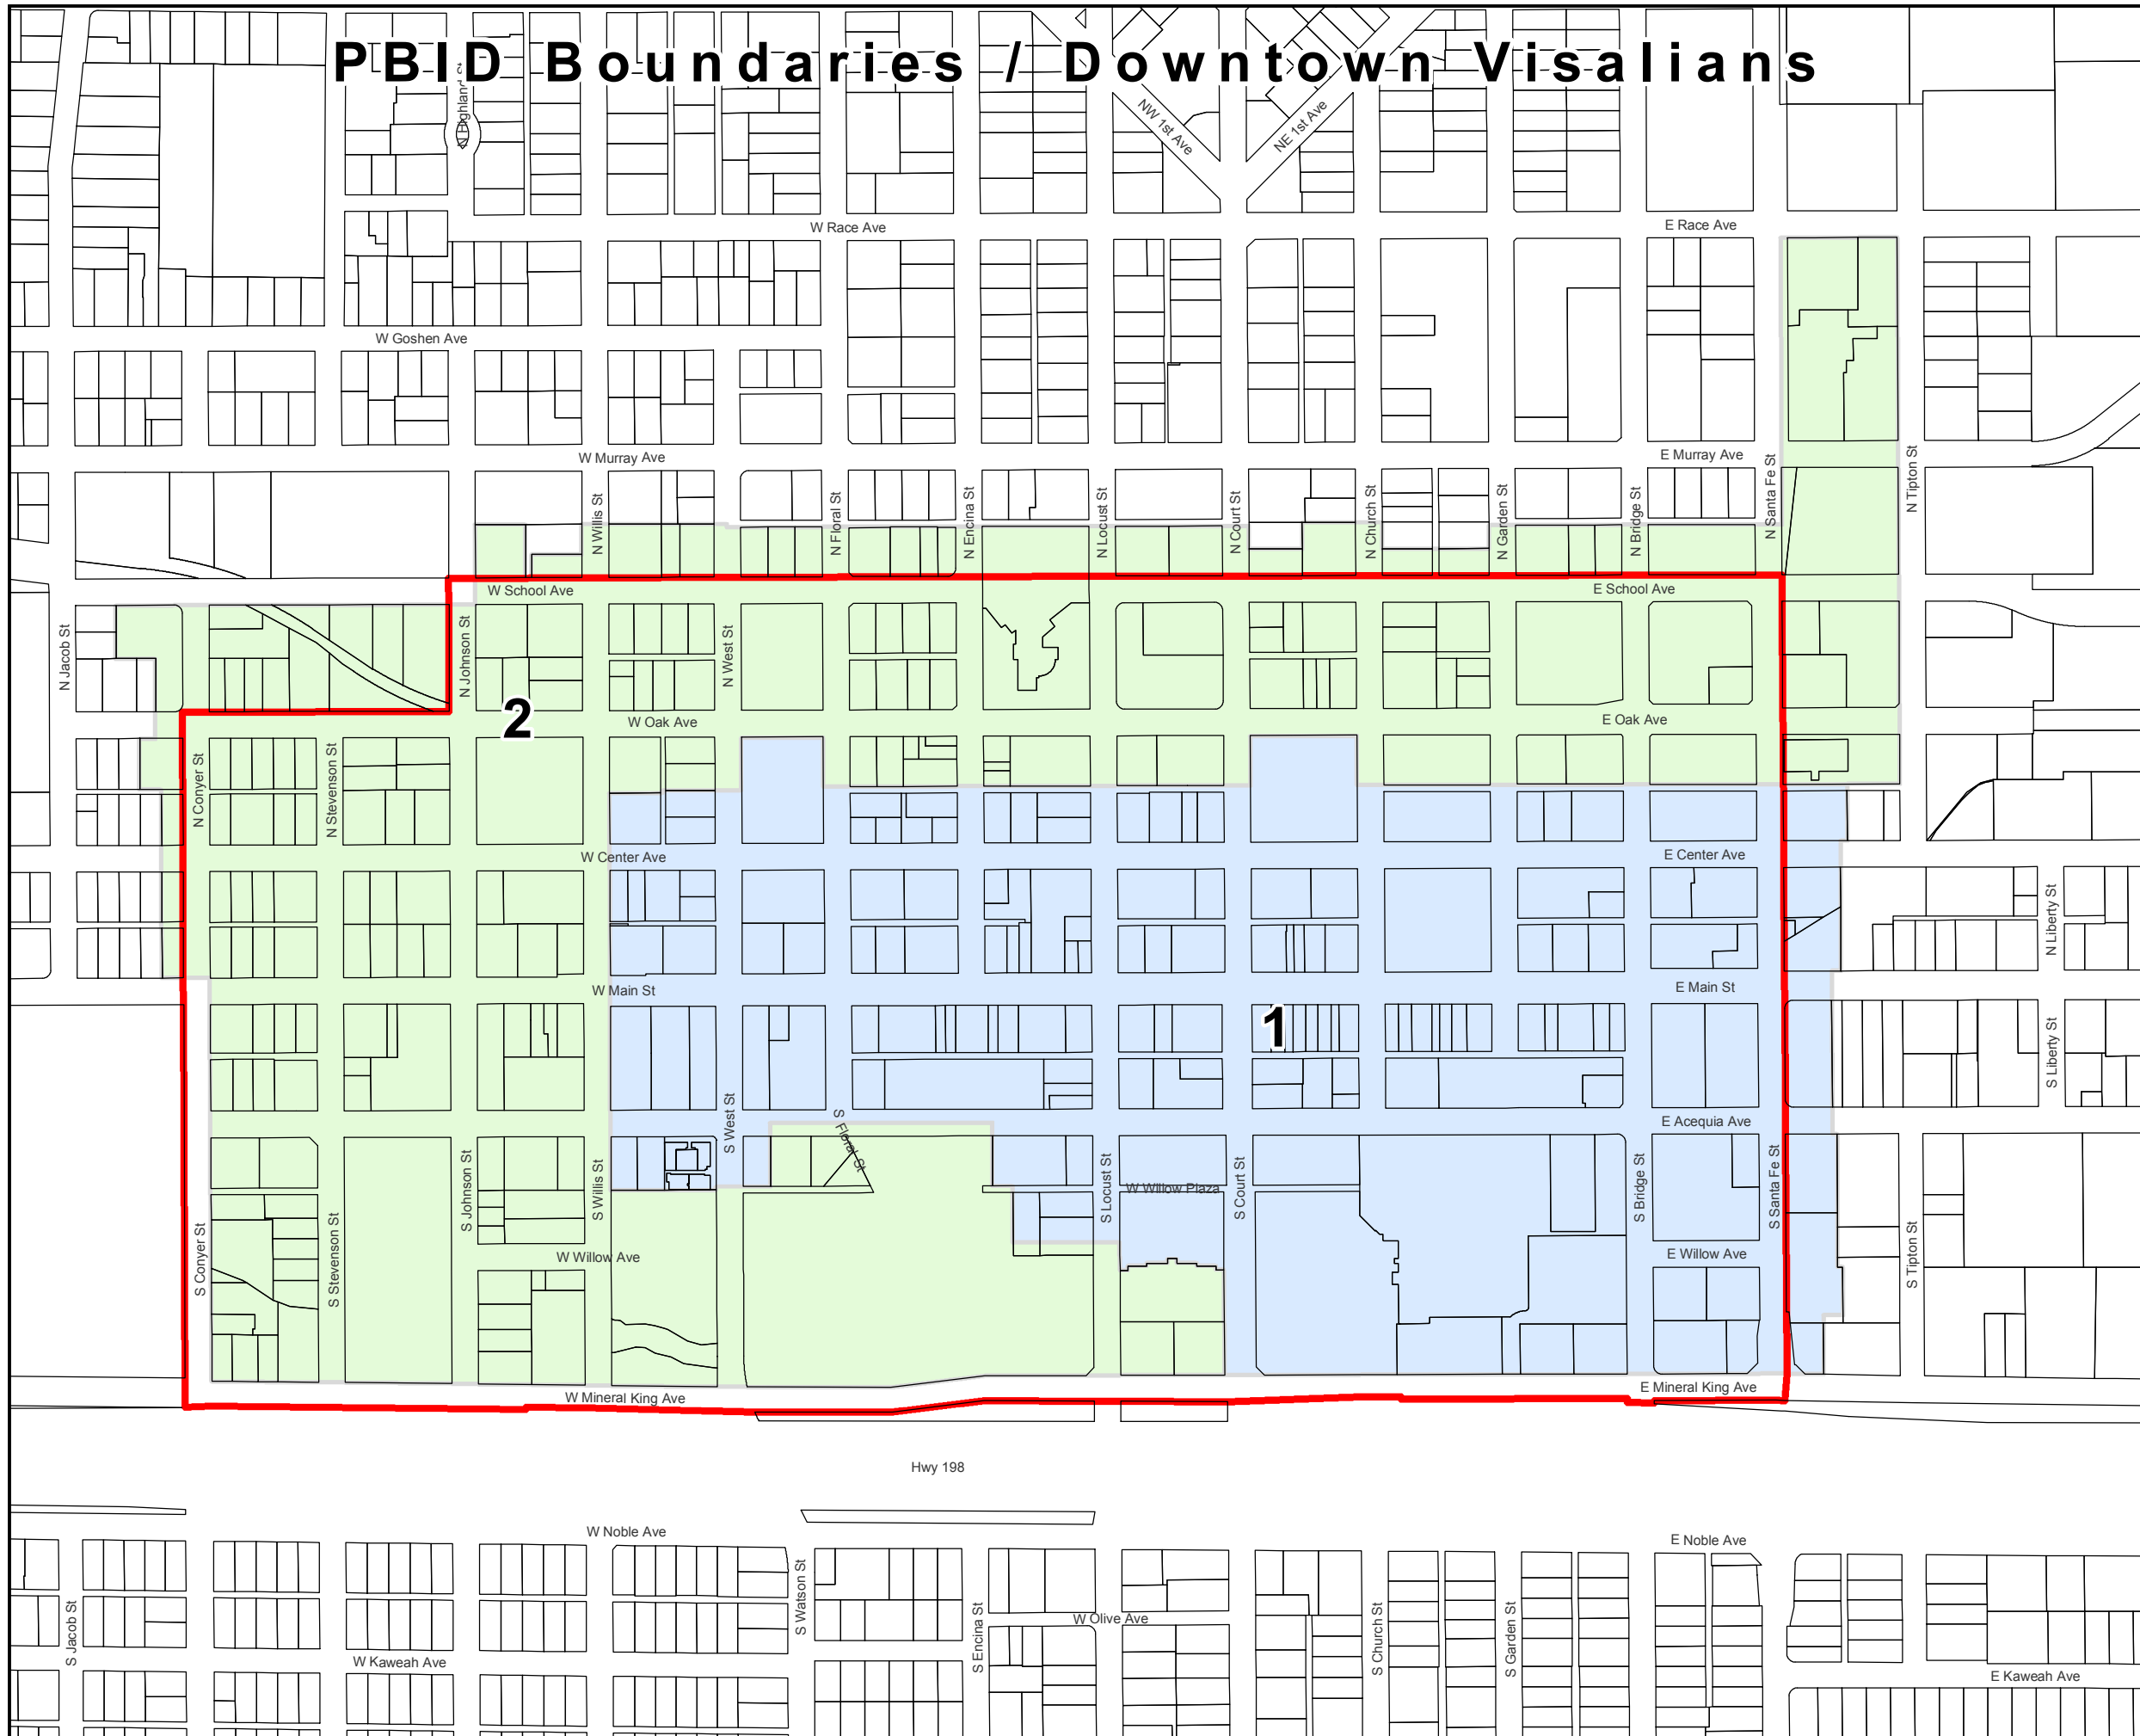 PBID Boundaries / Downtown Visalians
N Highland St
NW 1st Ave
NE 1st Ave
W Race Ave
E Race Ave
W Goshen Ave
W Murray Ave
E Murray Ave
N Willis St
N Floral St
N Encina St
N Locust St
N Court St
N Church St
N Garden St
N Bridge St
N Santa Fe St
N Tipton St
W School Ave
E School Ave
N Jacob St
N Johnson St
N West St
2
W Oak Ave
E Oak Ave
N Conyer St
N Stevenson St
W Center Ave
E Center Ave
N Liberty St
W Main St
E Main St
1
S Liberty St
S West St
S Floral St
E Acequia Ave
S Johnson St
S Willis St
S Locust St
W Willow Plaza
S Court St
S Bridge St
S Santa Fe St
S Conyer St
S Stevenson St
W Willow Ave
E Willow Ave
S Tipton St
W Mineral King Ave
E Mineral King Ave
Hwy 198
W Noble Ave
E Noble Ave
S Jacob St
S Watson St
S Encina St
W Olive Ave
S Church St
S Garden St
W Kaweah Ave
E Kaweah Ave